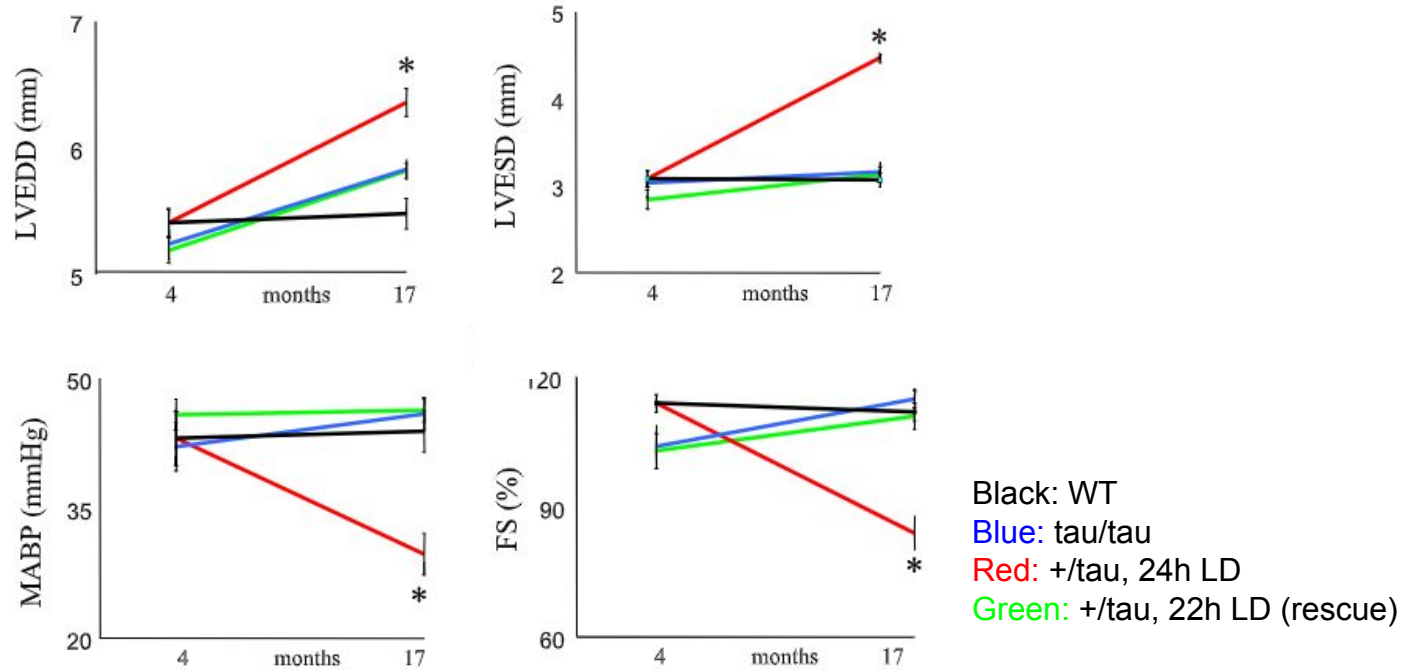 7
LVEDD (mm)
6
5
*
4 months 17
5
LVESD (mm)
4
3
2
*
4 months 17
50
MABP (mmHg)
35
20
*
4 months 17
120
FS (%)
90
60
*
4 months 17
Black: WT
Blue: tau/tau
Red: +/tau, 24h LD
Green: +/tau, 22h LD (rescue)